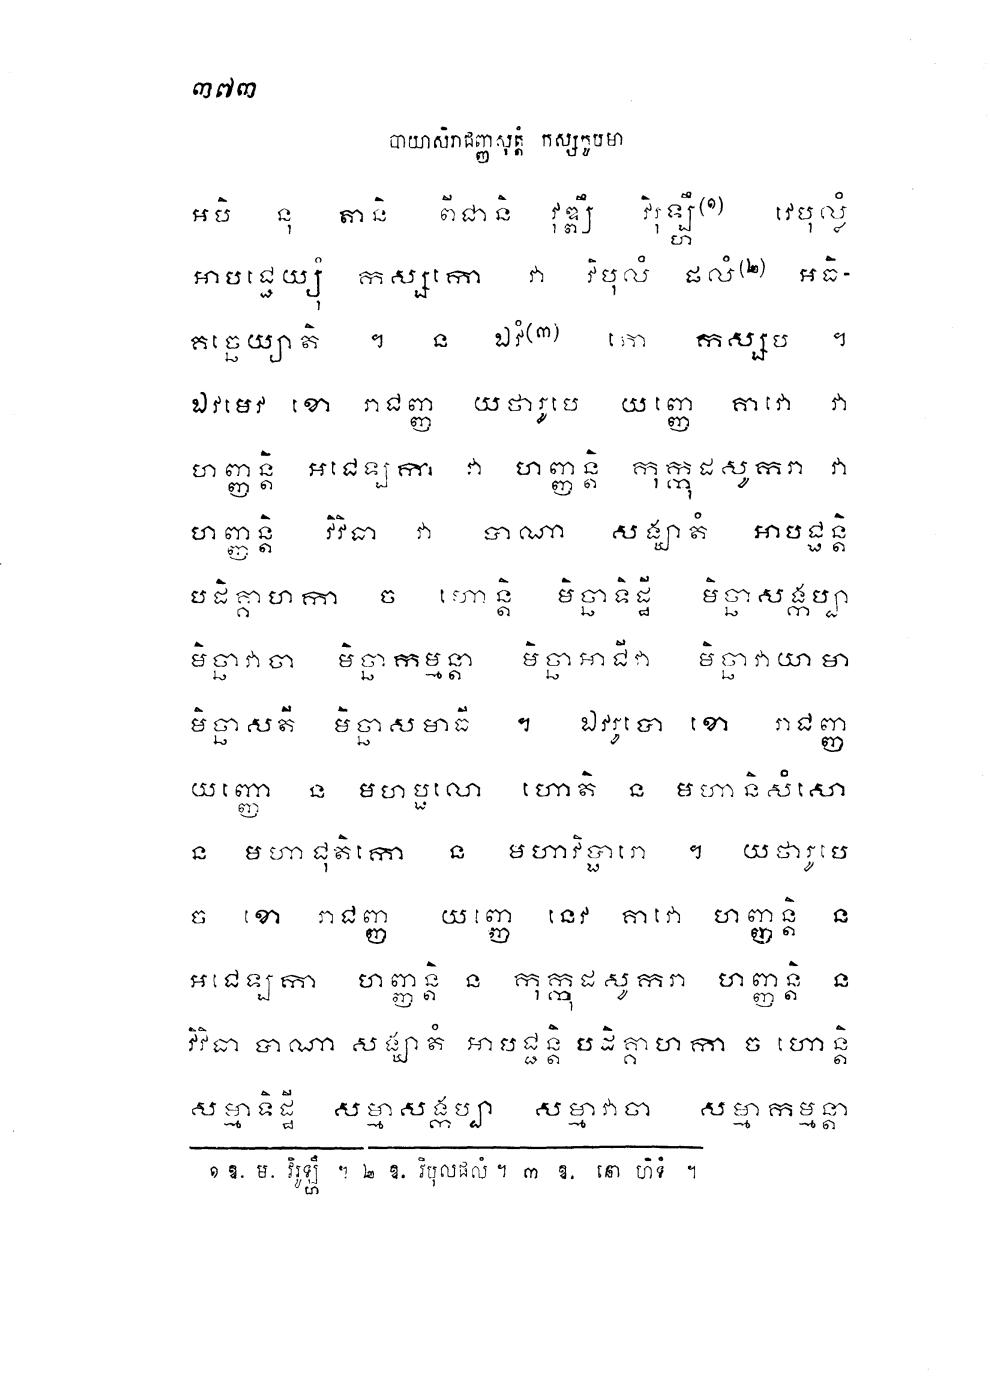 ៣៧៣
បាយាសិរាជញ្ញសុត្តំ កស្សកូបមា
អបិ នុ តានិ ពីជានិ វុឌ្ឍឹ វិរុឡ្ហឹ(១) វេបុល្លំ
អាបជ្ជេយ្យុំ កស្សកោ វា វិបុលំ ផលំ(២) អធិ-
គច្ឆេយ្យាតិ ។ ន ឯវំ(៣) ភោ កស្សប ។
ឯវមេវ ខោ រាជញ្ញ យថារូបេ យញ្ញេ គាវោ វា
ហញ្ញន្តិ អជេឡកា វា ហញ្ញន្តិ កុក្កុដសូករា វា
ហញ្ញន្តិ វិវិធា វា បាណា សង្ឃាតំ អាបជ្ជន្តិ
បដិគ្គាហកា ច ហោន្តិ មិច្ឆាទិដ្ឋី មិច្ឆាសង្កប្បា
មិច្ឆាវាចា មិច្ឆាកម្មន្តា មិច្ឆាអាជីវា មិច្ឆាវាយាមា
មិច្ឆាសតី មិច្ឆាសមាធី ។ ឯវរូបោ ខោ រាជញ្ញ
យញ្ញោ ន មហប្ផលោ ហោតិ ន មហានិសំសោ
ន មហាជុតិកោ ន មហាវិប្ផារោ ។ យថារូបេ
ច ខោ រាជញ្ញ យញ្ញេ នេវ គាវោ ហញ្ញន្តិ ន
អជេឡកា ហញ្ញន្តិ ន កុក្កុដសូករា ហញ្ញន្តិ ន
វិវិធា បាណា សង្ឃាតំ អាបជ្ជន្តិ បដិគ្គាហកា ច ហោន្តិ
សម្មាទិដ្ឋី សម្មាសង្កប្បា សម្មាវាចា សម្មាកម្មន្តា
១ ឱ. ម. វិរូឡ្ហឹ ។ ២ ឱ. វិបុលផលំ ។ ៣ ឱ. នោ ហិទំ ។